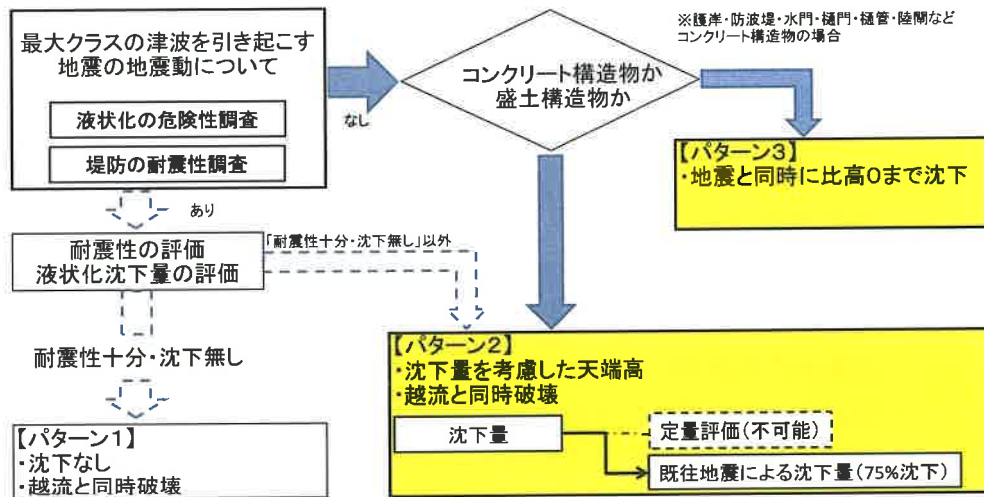 最大クラスの津波を引き起こす
地震の地震動について
液状化の危険性調査
堤防の耐震性調査
なし
コンクリート構造物か
盛土構造物か
※護岸・防波堤・水門・樋門・樋管・陸閘など
コンクリート構造物の場合
【パターン3】
・地震と同時に比高0まで沈下
あり
耐震性の評価
液状化沈下量の評価
「耐震性十分・沈下無し」以外
耐震性十分・沈下無し
【パターン2】
・沈下量を考慮した天端高
・越流と同時破壊
沈下量
定量評価(不可能)
既往地震による沈下量(75%沈下)
【パターン1】
・沈下なし
・越流と同時破壊